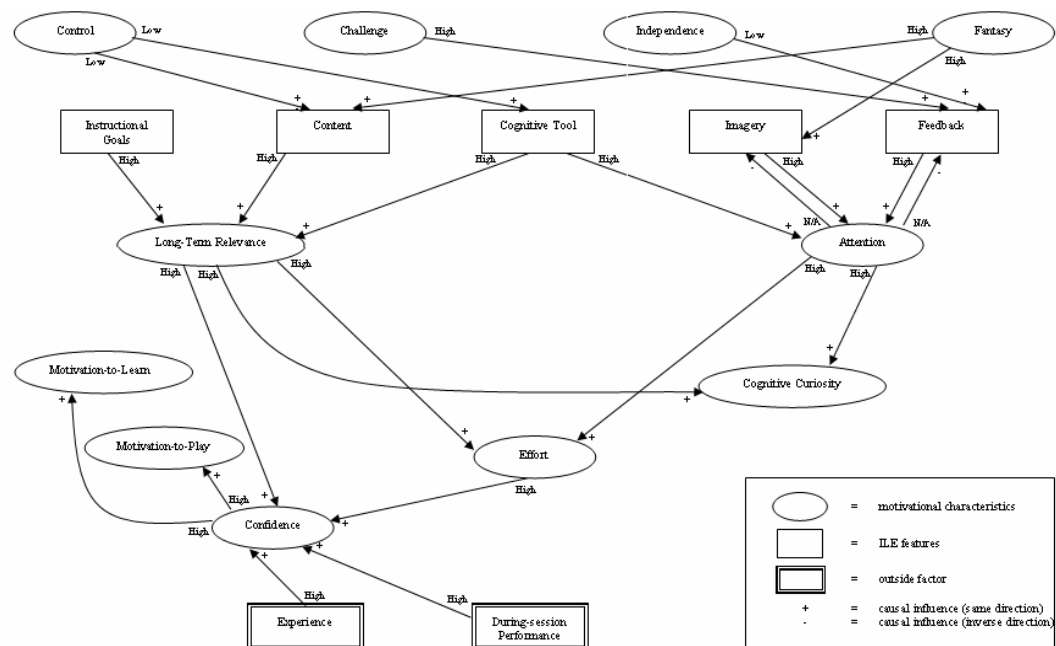 Control
Low
Low
Challenge
High
Independence
Low
High
Fantasy
High
+
-
+
+
+
+
-
Instructional
Goals
High
Content
High
Cognitive Tool
High
High
Imagery
High
+
-
Feedback
High
-
+
+
+
Long-Term Relevance
High
High
High
+
+
+
N/A
N/A
Attention
High
High
Motivation-to-Learn
+
+
Cognitive Curiosity
+
Motivation-to-Play
+
+
+
Effort
High
High
High
+
+
Confidence
+
+
High
High
Experience
During-session
Performance
= motivational characteristics
= ILE features
= outside factor
+ = causal influence (same direction)
- = causal influence (inverse direction)